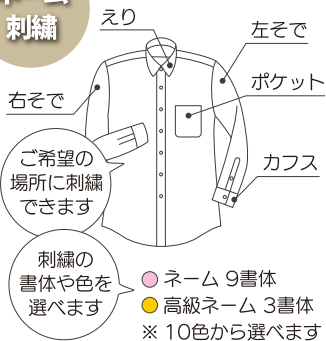 刺繍
えり
左そで
ポケット
右そで
カフス
ご希望の
場所に刺繍
できます
刺繍の
書体や色を
選べます
ネーム 9書体
高級ネーム 3書体
※ 10色から選べます